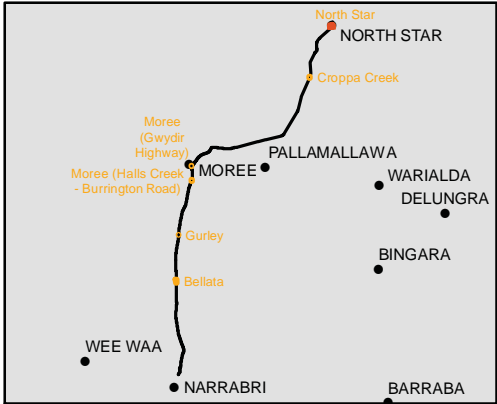 North Star
NORTH STAR
Croppa Creek
Moree
(Gwydir
Highway)
MOREE
PALLAMALLAWA
Moree (Halls Creek
- Burrington Road)
WARIALDA
DELUNGRA
Gurley
BINGARA
Bellata
WEE WAA
NARRABRI
BARRABA